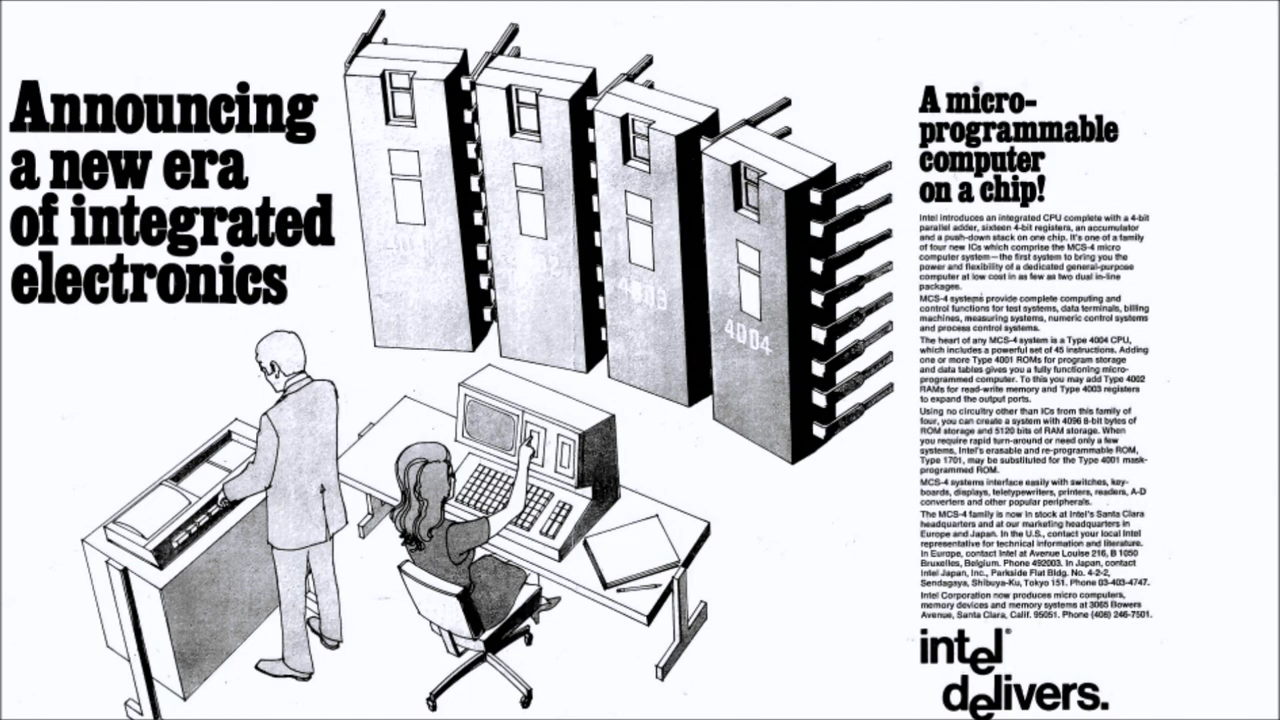 Announcing
a new era
of integrated
electronics
4004
A micro-
programmable
computer
on a chip!
Intel introduces an integrated CPU complete with a 4-bit
parallel adder, sixteen 4-bit registers, an accumulator
and a push-down stack on one chip. It's one of a family
of four new ICs which comprise the MCS-4 micro
computer system—the first system to bring you the
power and flexibility of a dedicated general-purpose
computer at low cost in as few as two dual in-line
packages.
MCS-4 systems provide complete computing and
control functions for test systems, data terminals, billing
machines, measuring systems, numeric control systems
and process control systems.
The heart of any MCS-4 system is a Type 4004 CPU,
which includes a powerful set of 45 instructions. Adding
one or more Type 4001 ROMs for program storage
and data tables gives you a fully functioning micro-
programmed computer. To this you may add Type 4002
RAMs for read-write memory and Type 4003 registers
to expand the output ports.
Using no circuitry other than ICs from this family of
four, you can create a system with 4096 8-bit bytes of
ROM storage and 5120 bits of RAM storage. When
you require rapid turn-around or need only a few
systems, Intel's erasable and re-programmable ROM,
Type 1701, may be substituted for the Type 4001 mask-
programmed ROM.
MCS-4 systems interface easily with switches, key-
boards, displays, teletypewriters, printers, readers, A-D
converters and other popular peripherals.
The MCS-4 family is now in stock at Intel's Santa Clara
headquarters and at our marketing headquarters in
Europe and Japan. In the U.S., contact your local Intel
representative for technical information and literature.
In Europe, contact Intel at Avenue Louise 216, B 1050
Bruxelles, Belgium. Phone 492003. In Japan, contact
Intel Japan, Inc., Parkside Flat Bldg. No. 4-2-2,
Sendagaya, Shibuya-Ku, Tokyo 151. Phone 03-403-4747.
Intel Corporation now produces micro computers,
memory devices and memory systems at 3065 Bowers
Avenue, Santa Clara, Calif. 95051. Phone (408) 246-7501.
intel®
delivers.